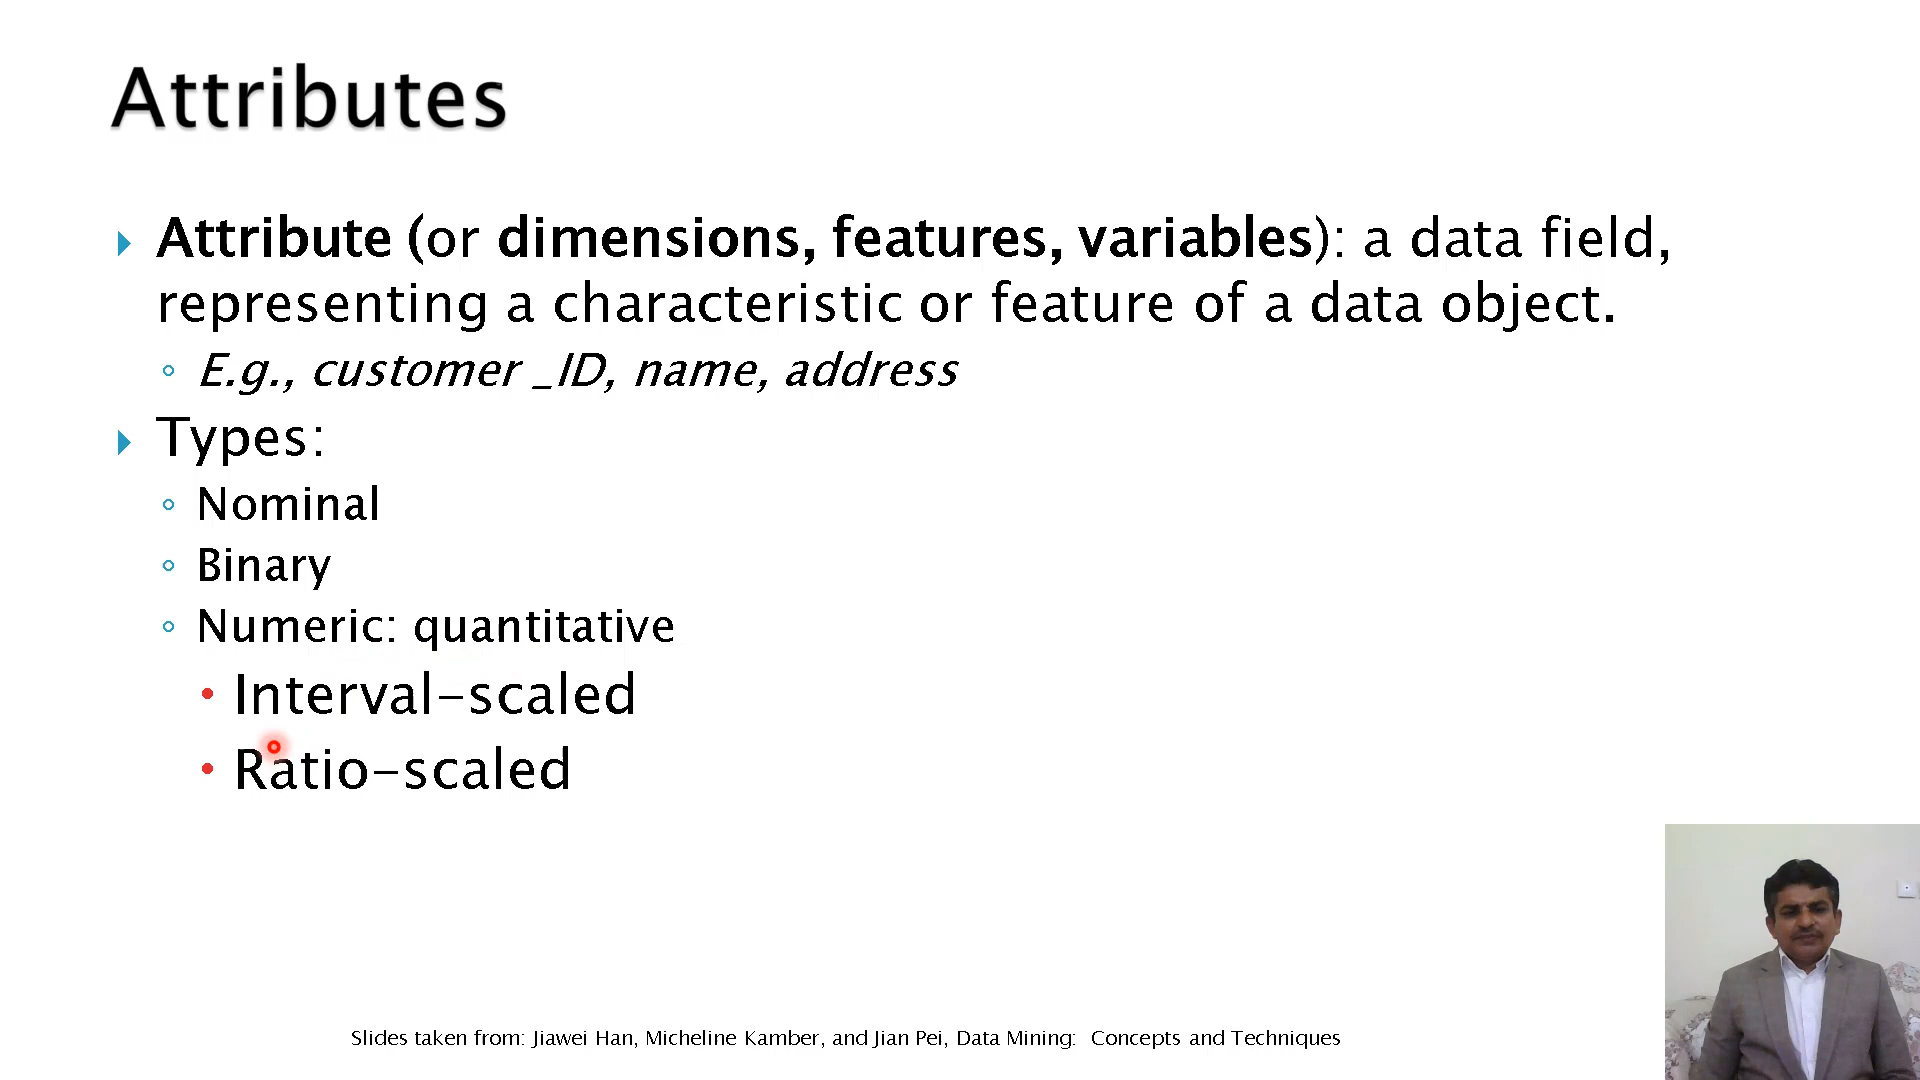 Attributes
Attribute (or dimensions, features, variables): a data field,
representing a characteristic or feature of a data object.
E.g., customer _ID, name, address
Types:
Nominal
Binary
Numeric: quantitative
Interval-scaled
Ratio-scaled
Slides taken from: Jiawei Han, Micheline Kamber, and Jian Pei, Data Mining:  Concepts and Techniques